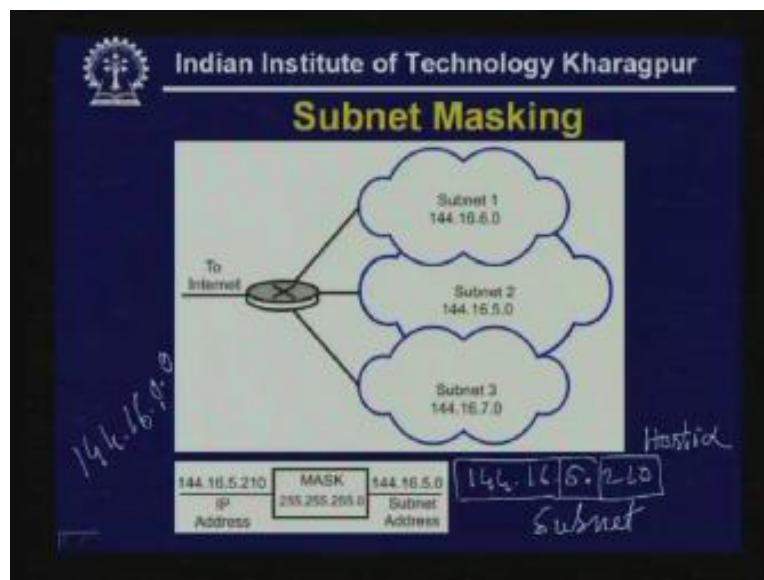 Indian Institute of Technology Kharagpur
Subnet Masking
Subnet 1
144.16.6.0
To
Internet
Subnet 2
144.16.5.0
Subnet 3
144.16.7.0
144.16.0.0
Hostid
144.16.5.210
IP
Address
MASK
255.255.255.0
144.16.5.0
Subnet
Address
144.16 5. 210
Subnet